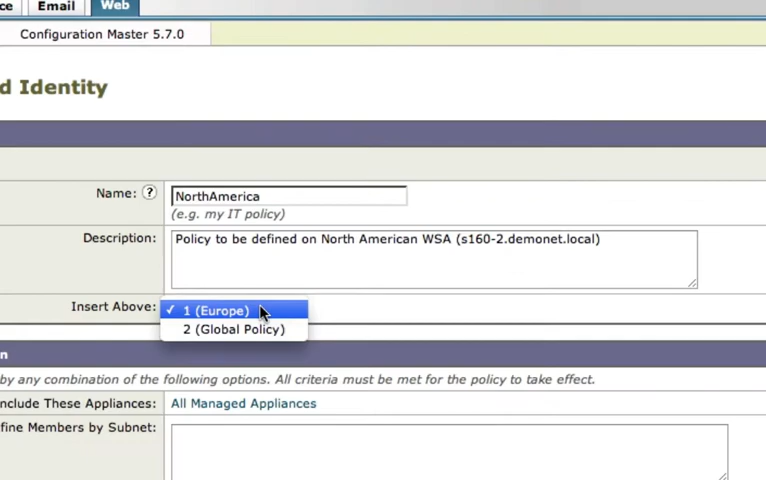 ce Email Web
Configuration Master 5.7.0
d Identity
Name: ? NorthAmerica
(e.g. my IT policy)
Description: Policy to be defined on North American WSA (s160-2.demonet.local)
Insert Above: ✓ 1 (Europe)
2 (Global Policy)
n
by any combination of the following options. All criteria must be met for the policy to take effect.
nclude These Appliances: All Managed Appliances
fine Members by Subnet: